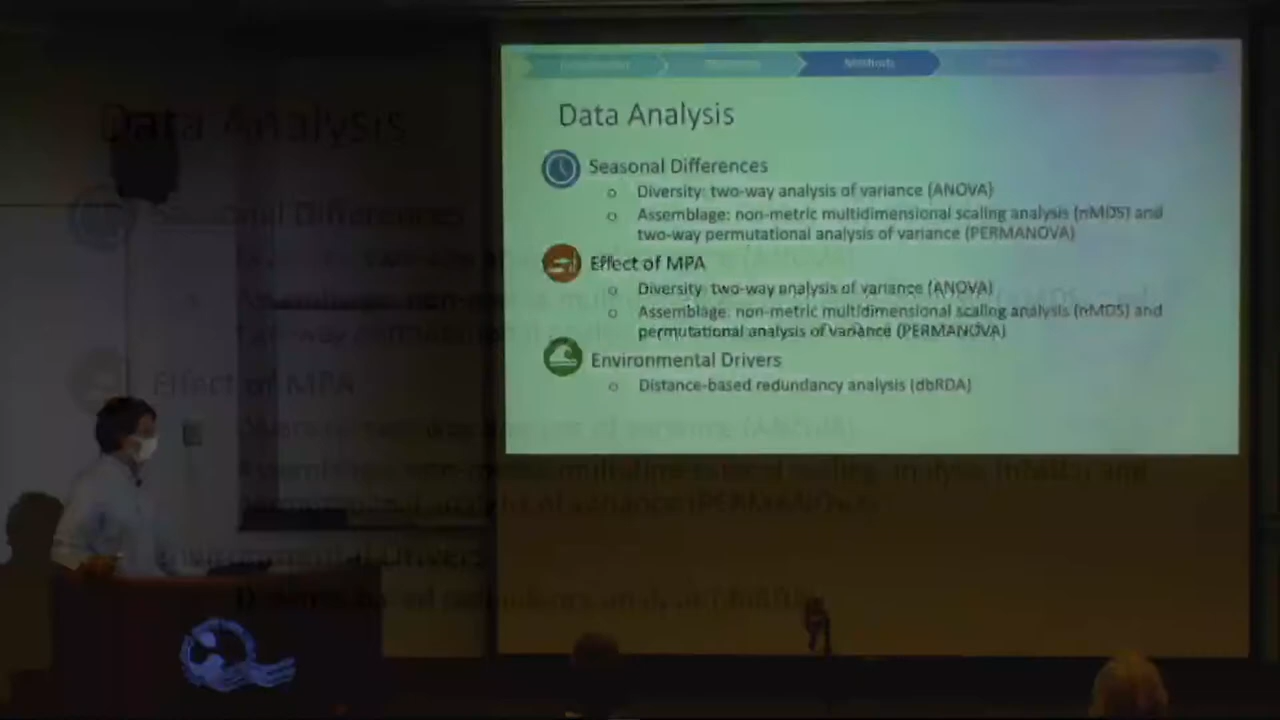 Methods
Data Analysis
Seasonal Differences
o Diversity: two-way analysis of variance (ANOVA)
o Assemblage: non-metric multidimensional scaling analysis (nMDS) and
two-way permutational analysis of variance (PERMANOVA)
Effect of MPA
o Diversity: two-way analysis of variance (ANOVA)
o Assemblage: non-metric multidimensional scaling analysis (nMDS) and
permutational analysis of variance (PERMANOVA)
Environmental Drivers
o Distance-based redundancy analysis (dbRDA)